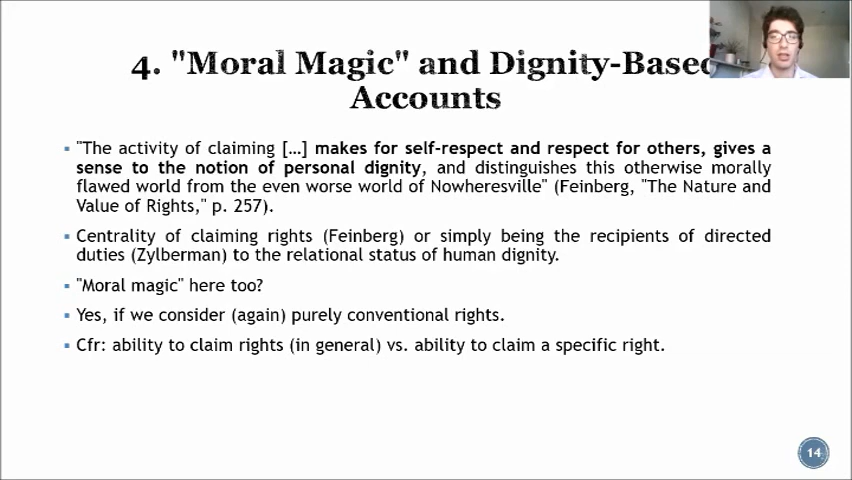 4. "Moral Magic" and Dignity-Based
Accounts
▪ "The activity of claiming [...] makes for self-respect and respect for others, gives a
sense to the notion of personal dignity, and distinguishes this otherwise morally
flawed world from the even worse world of Nowheresville" (Feinberg, "The Nature and
Value of Rights," p. 257).
▪ Centrality of claiming rights (Feinberg) or simply being the recipients of directed
duties (Zylberman) to the relational status of human dignity.
▪ "Moral magic" here too?
▪ Yes, if we consider (again) purely conventional rights.
▪ Cfr: ability to claim rights (in general) vs. ability to claim a specific right.
14